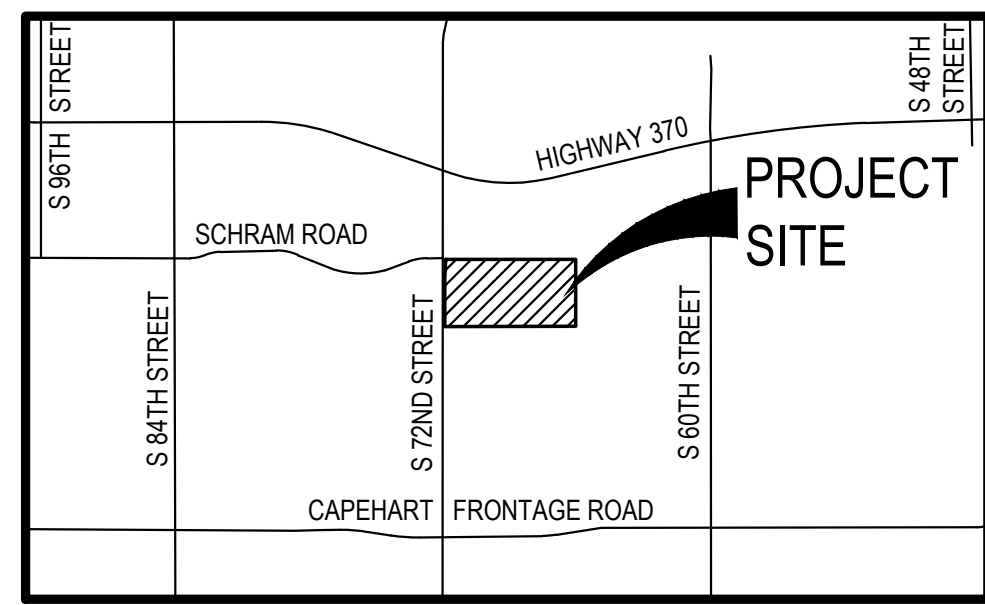 S 96TH STREET
S 48TH
STREET
HIGHWAY 370
PROJECT
SITE
SCHRAM ROAD
S 84TH STREET
S 72ND STREET
S 60TH STREET
CAPEHART FRONTAGE ROAD